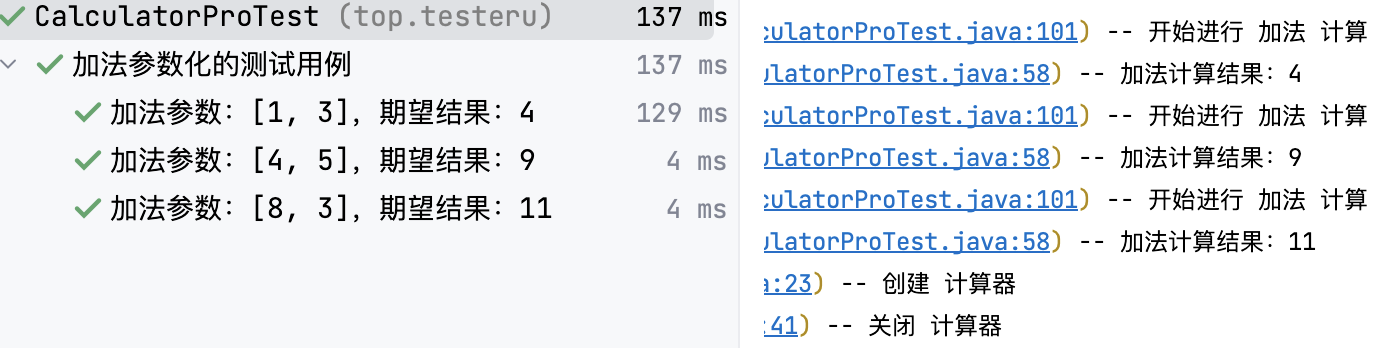 CalculatorProTest (top.testeru) 137 ms
加法参数化的测试用例 137 ms
加法参数：[1, 3]，期望结果：4 129 ms
加法参数：[4, 5]，期望结果：9 4 ms
加法参数：[8, 3]，期望结果：11 4 ms
culatorProTest.java:101) -- 开始进行 加法 计算
ulatorProTest.java:58) -- 加法计算结果：4
culatorProTest.java:101) -- 开始进行 加法 计算
ulatorProTest.java:58) -- 加法计算结果：9
culatorProTest.java:101) -- 开始进行 加法 计算
ulatorProTest.java:58) -- 加法计算结果：11
a:23) -- 创建 计算器
:41) -- 关闭 计算器